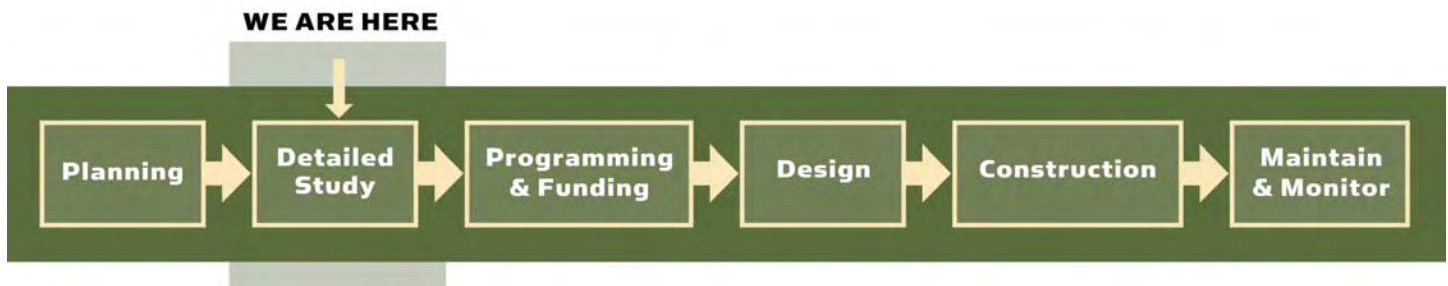 WE ARE HERE
Planning
Detailed
Study
Programming
& Funding
Design
Construction
Maintain
& Monitor